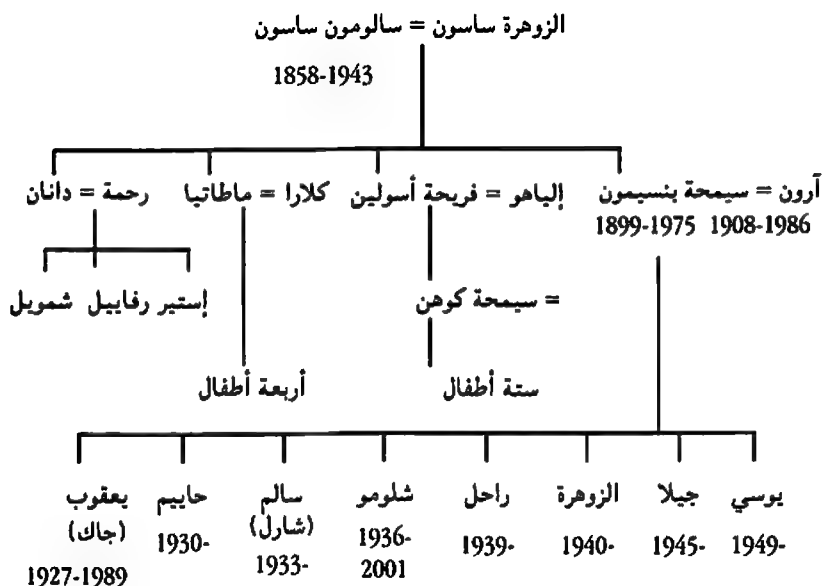 الزوهرة ساسون = سالومون ساسون
1858-1943
آرون = سيمحة بنسيمون
1899-1975 1908-1986
إلياهو = فريحة أسولين
كلارا = ماطاتيا
رحمة = دانان
= سيمحة كوهن
إستير رفاييل شمويل
ستة أطفال
أربعة أطفال
يوسي
1949-
جيلا
1945-
الزوهرة
1940-
راحل
1939-
شلومو
1936-
2001
سالم
(شارل)
1933-
حاييم
1930-
يعقوب
(جاك)
1927-1989